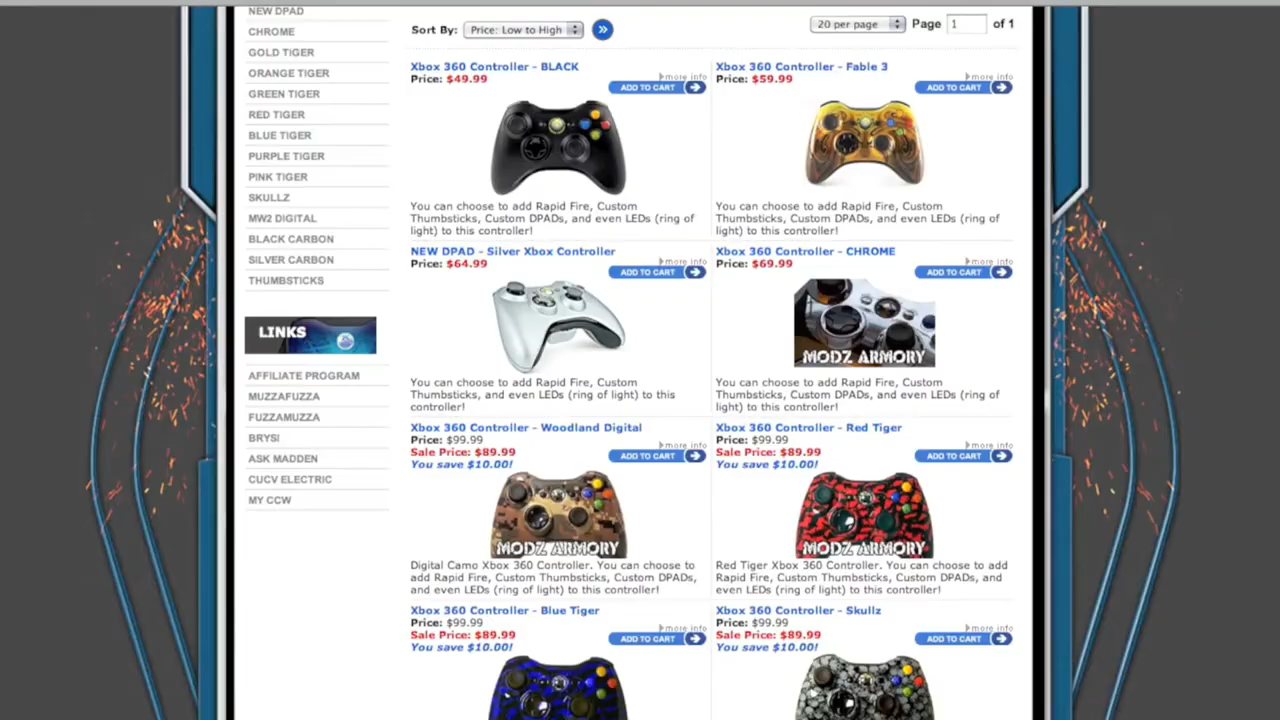 NEW DPAD
CHROME
GOLD TIGER
ORANGE TIGER
GREEN TIGER
RED TIGER
BLUE TIGER
PURPLE TIGER
PINK TIGER
SKULLZ
MW2 DIGITAL
BLACK CARBON
SILVER CARBON
THUMBSTICKS
LINKS
AFFILIATE PROGRAM
MUZZAFUZZA
FUZZAMUZZA
BRYSI
ASK MADDEN
CUCV ELECTRIC
MY CCW
Sort By: Price: Low to High »
20 per page Page 1 of 1
Xbox 360 Controller - BLACK
Price: $49.99
more info
ADD TO CART
You can choose to add Rapid Fire, Custom
Thumbsticks, Custom DPADs, and even LEDs (ring of
light) to this controller!
Xbox 360 Controller - Fable 3
Price: $59.99
more info
ADD TO CART
You can choose to add Rapid Fire, Custom
Thumbsticks, Custom DPADs, and even LEDs (ring of
light) to this controller!
NEW DPAD - Silver Xbox Controller
Price: $64.99
more info
ADD TO CART
You can choose to add Rapid Fire, Custom
Thumbsticks, and even LEDs (ring of light) to this
controller!
Xbox 360 Controller - CHROME
Price: $69.99
more info
ADD TO CART
MODZ ARMORY
You can choose to add Rapid Fire, Custom
Thumbsticks, Custom DPADs, and even LEDs (ring of
light) to this controller!
Xbox 360 Controller - Woodland Digital
Price: $99.99
more info
Sale Price: $89.99
ADD TO CART
You save $10.00!
MODZ ARMORY
Digital Camo Xbox 360 Controller. You can choose to
add Rapid Fire, Custom Thumbsticks, Custom DPADs,
and even LEDs (ring of light) to this controller!
Xbox 360 Controller - Red Tiger
Price: $99.99
more info
Sale Price: $89.99
ADD TO CART
You save $10.00!
MODZ ARMORY
Red Tiger Xbox 360 Controller. You can choose to add
Rapid Fire, Custom Thumbsticks, Custom DPADs, and
even LEDs (ring of light) to this controller!
Xbox 360 Controller - Blue Tiger
Price: $99.99
more info
Sale Price: $89.99
ADD TO CART
You save $10.00!
Xbox 360 Controller - Skullz
Price: $99.99
more info
Sale Price: $89.99
ADD TO CART
You save $10.00!